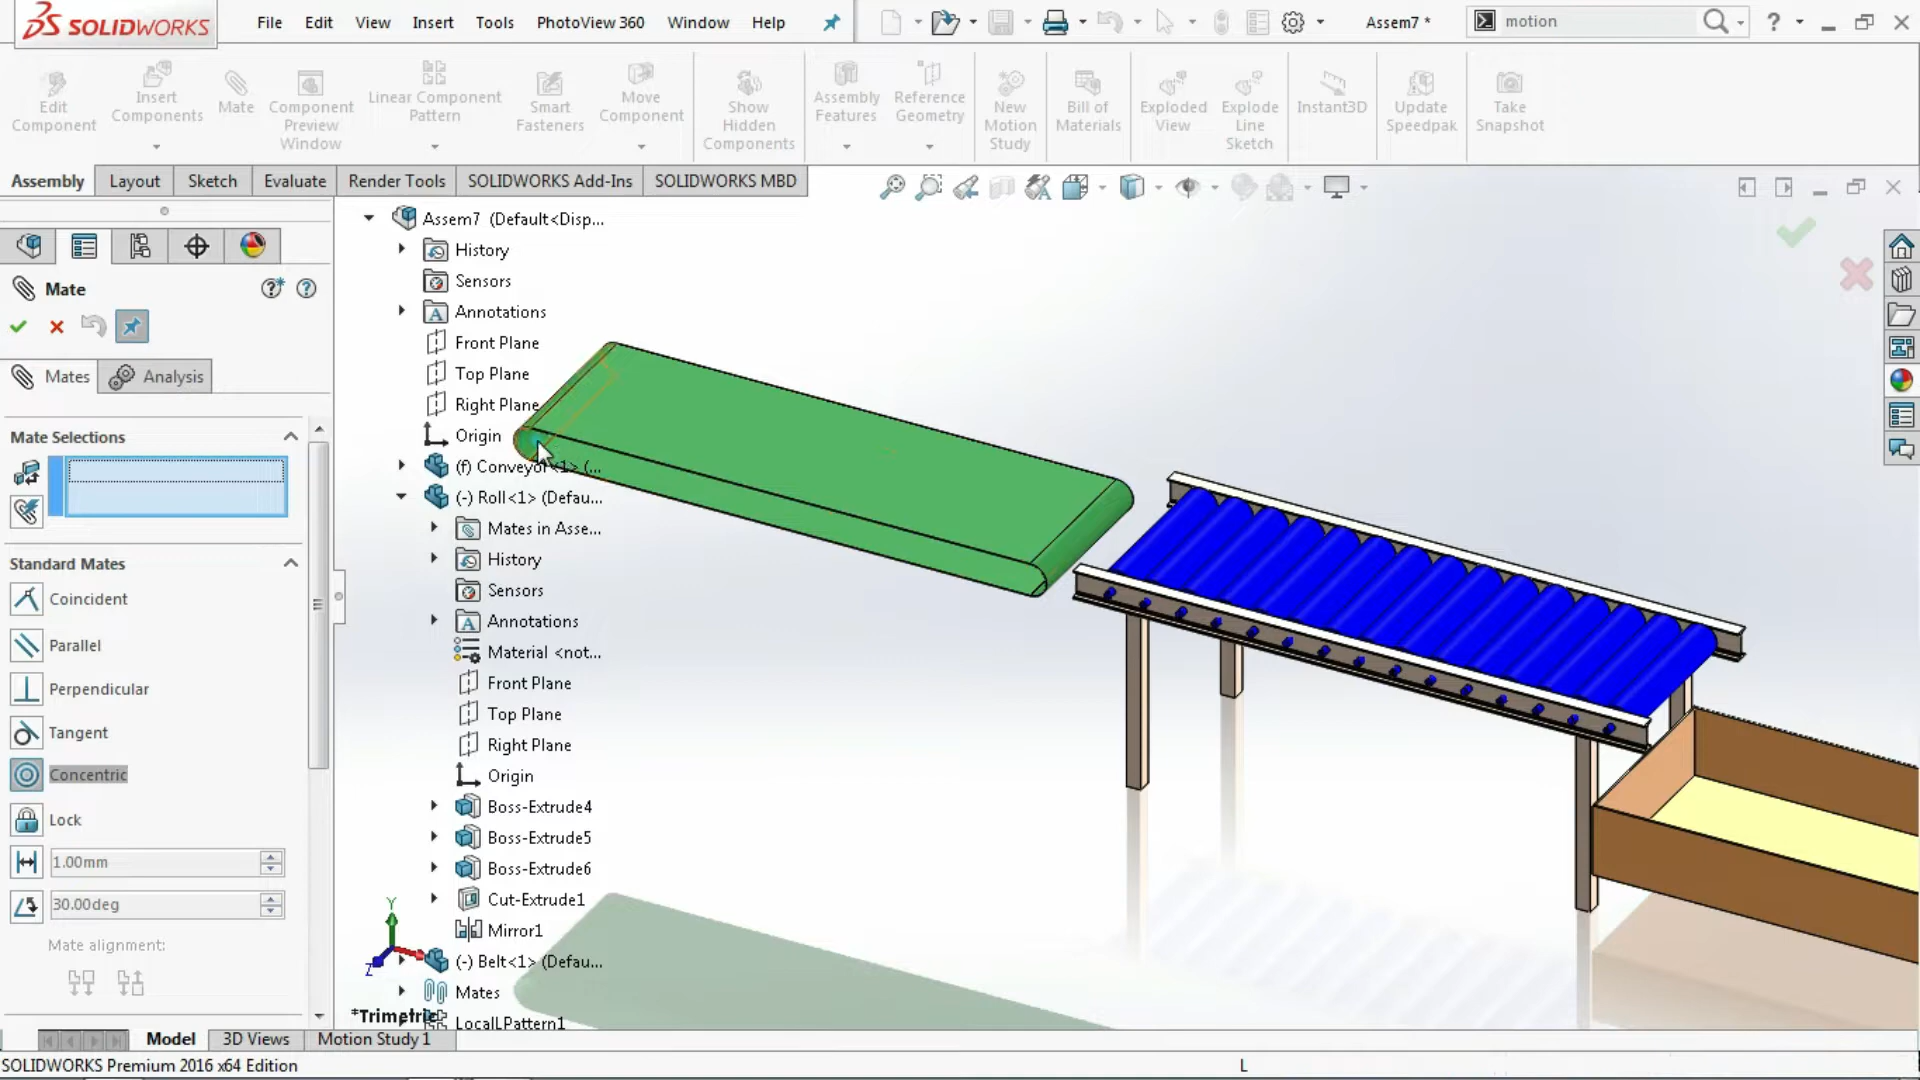 SOLIDWORKS File Edit View Insert Tools PhotoView 360 Window Help Assem7 * motion ?
Edit Component
Insert Components
Mate
Component Preview Window
Linear Component Pattern
Smart Fasteners
Move Component
Show Hidden Components
Assembly Features
Reference Geometry
New Motion Study
Bill of Materials
Exploded View
Explode Line Sketch
Instant3D
Update Speedpak
Take Snapshot
Assembly Layout Sketch Evaluate Render Tools SOLIDWORKS Add-Ins SOLIDWORKS MBD
Mate
Mates Analysis
Mate Selections
Standard Mates
Coincident
Parallel
Perpendicular
Tangent
Concentric
Lock
1.00mm
30.00deg
Mate alignment:
Assem7 (Default<Disp...
History
Sensors
Annotations
Front Plane
Top Plane
Right Plane
Origin
(f) Conveyor<1> (...
(-) Roll<1> (Defau...
Mates in Asse...
History
Sensors
Annotations
Material <not...
Front Plane
Top Plane
Right Plane
Origin
Boss-Extrude4
Boss-Extrude5
Boss-Extrude6
Cut-Extrude1
Mirror1
(-) Belt<1> (Defau...
Mates
LocalLPattern1
Y
Z
*Trimetric
Model 3D Views Motion Study 1
SOLIDWORKS Premium 2016 x64 Edition
L